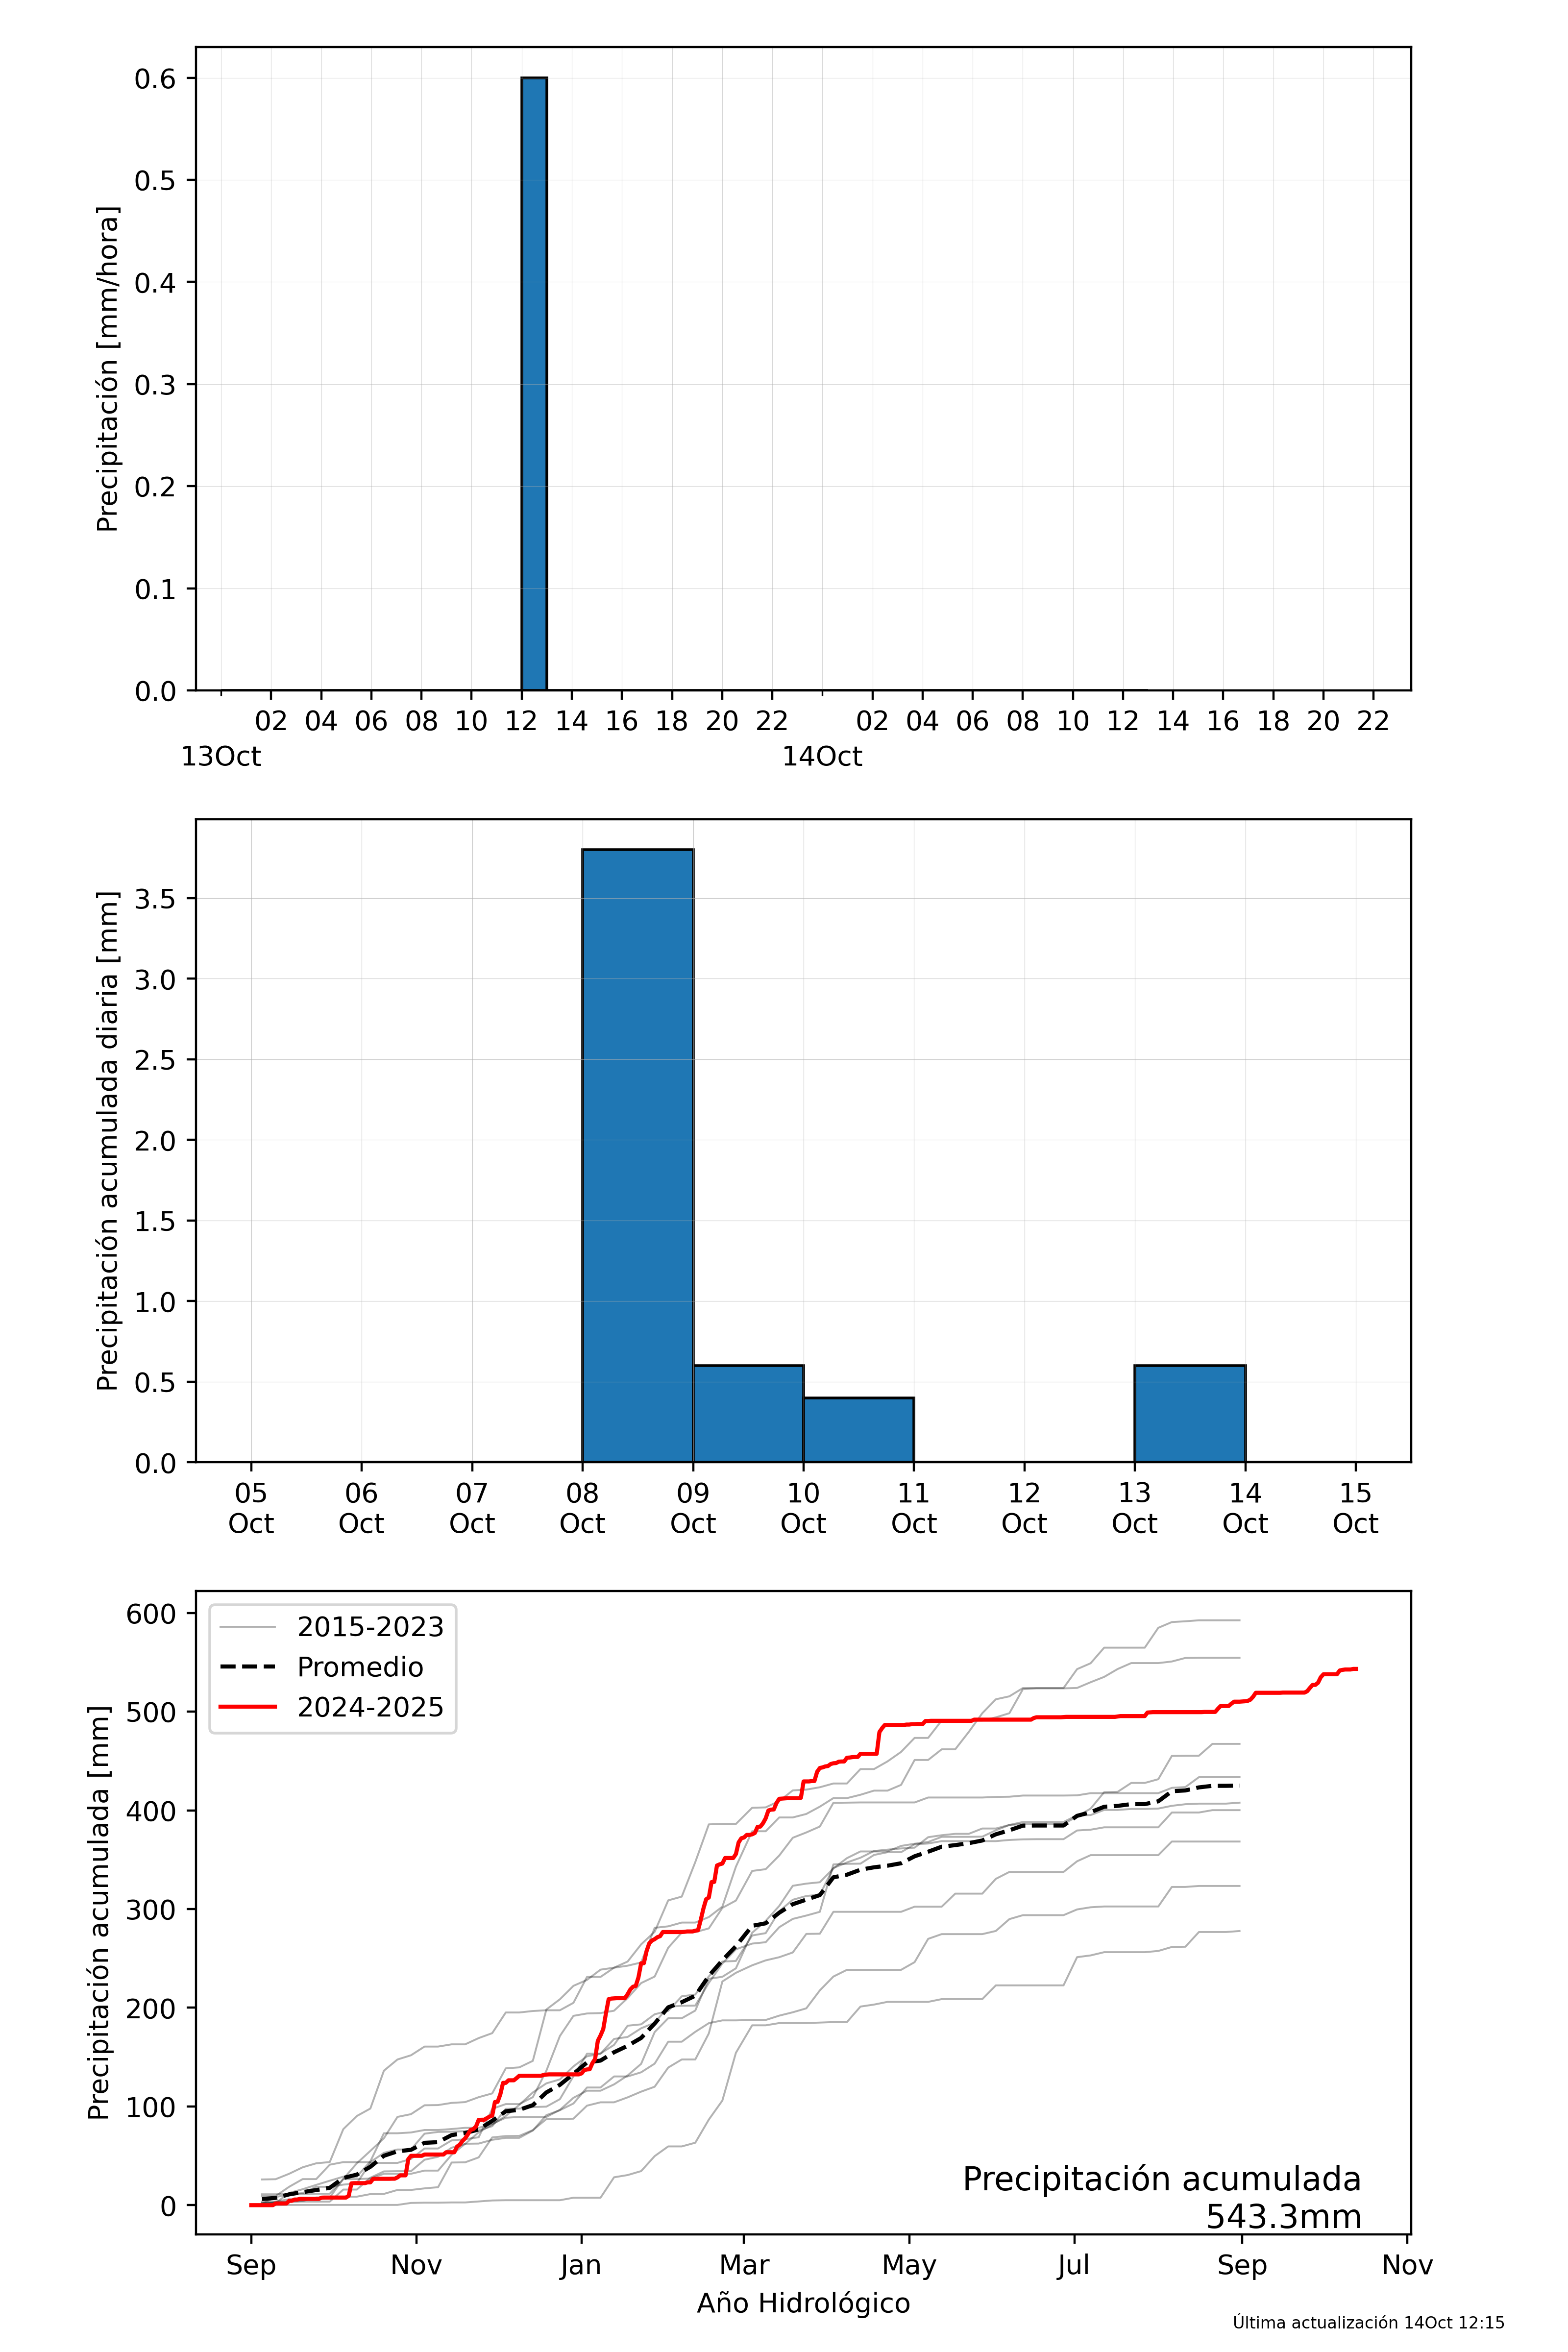 Precipitación [mm/hora]
0.6
0.5
0.4
0.3
0.2
0.1
0.0
02 04 06 08 10 12 14 16 18 20 22 02 04 06 08 10 12 14 16 18 20 22
13Oct 14Oct
Precipitación acumulada diaria [mm]
3.5
3.0
2.5
2.0
1.5
1.0
0.5
0.0
05 06 07 08 09 10 11 12 13 14 15
Oct Oct Oct Oct Oct Oct Oct Oct Oct Oct Oct
Precipitación acumulada [mm]
600
500
400
300
200
100
0
2015-2023
Promedio
2024-2025
Precipitación acumulada
543.3mm
Sep Nov Jan Mar May Jul Sep Nov
Año Hidrológico
Última actualización 14Oct 12:15